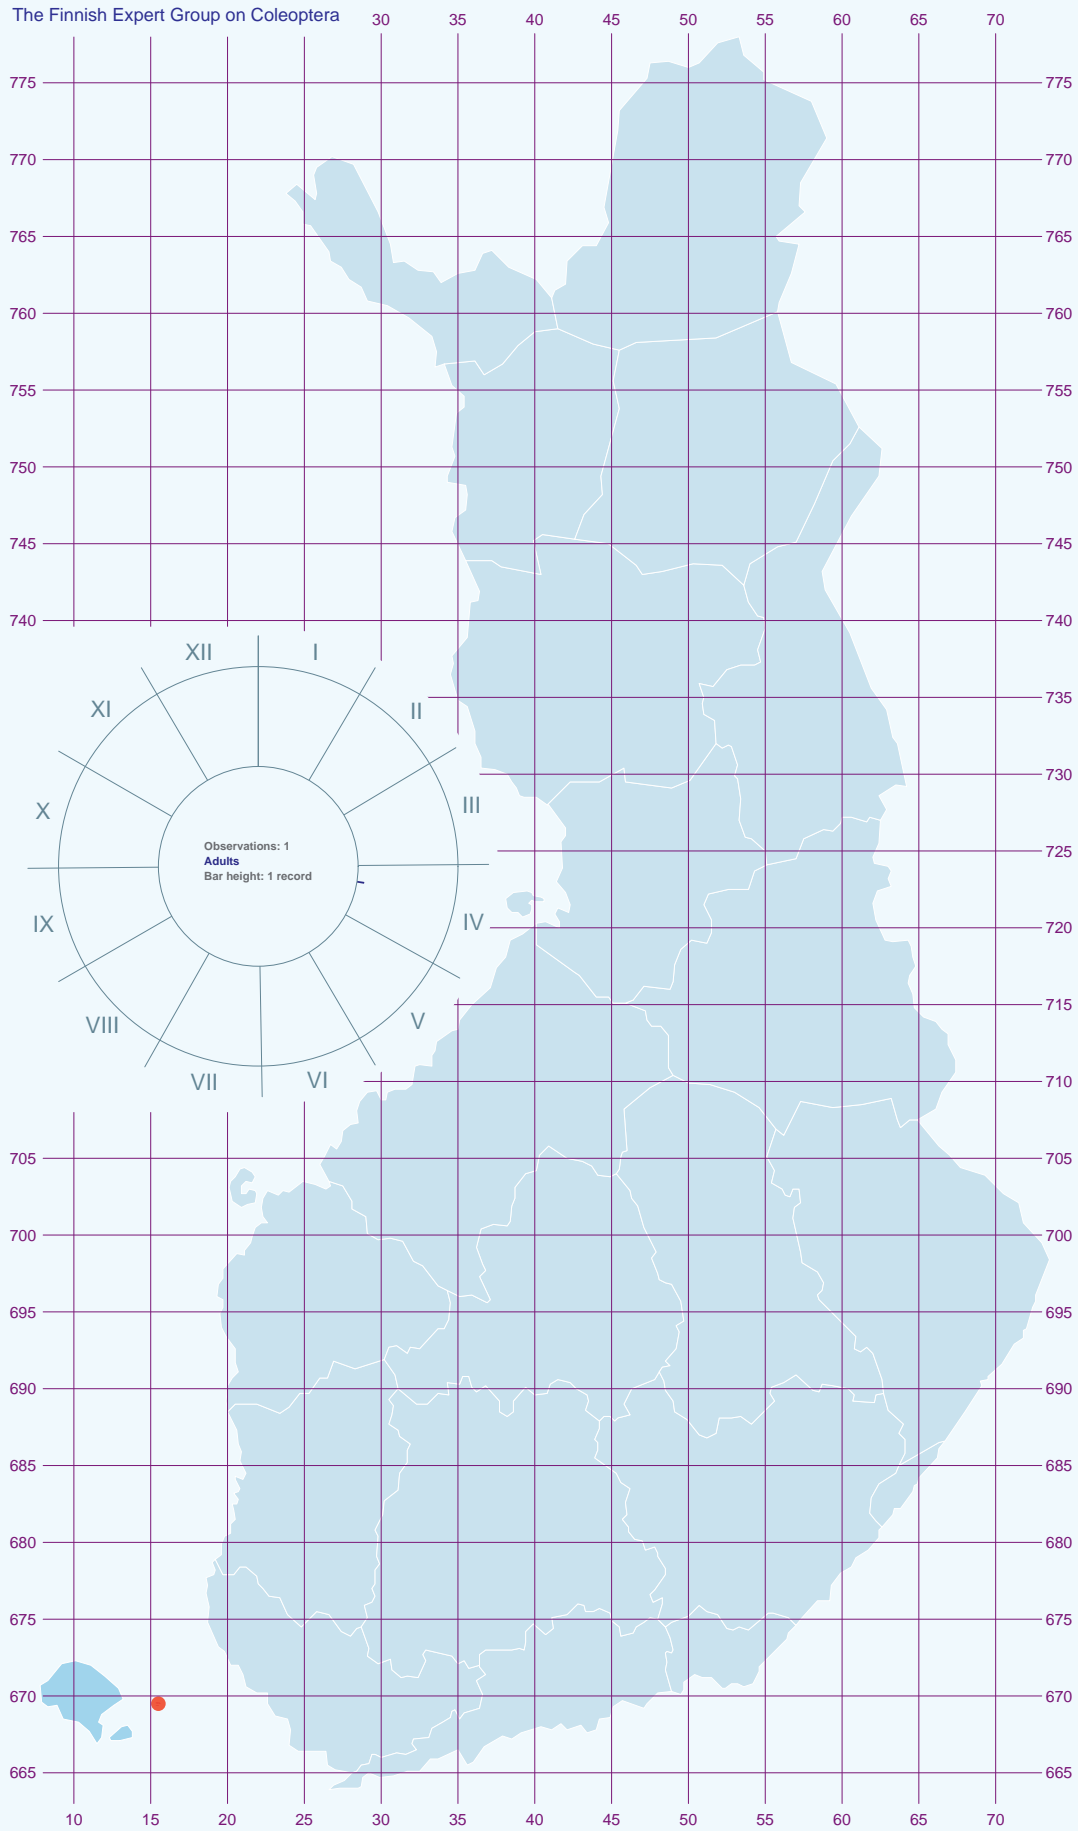 The Finnish Expert Group on Coleoptera
30 40 50 60 70
35 45 55 65
775 775
770 770
765 765
760 760
755 755
750 750
745 745
740 740
XII I
XI II
735
730
X III
Observations: 1
Adults
Bar height: 1 record
725
IX IV 720
VIII V
715
VII VI
710
705 705
700 700
695 695
690 690
685 685
680 680
675 675
670 670
665 665
10 15 20 25 30 35 40 45 50 55 60 65 70